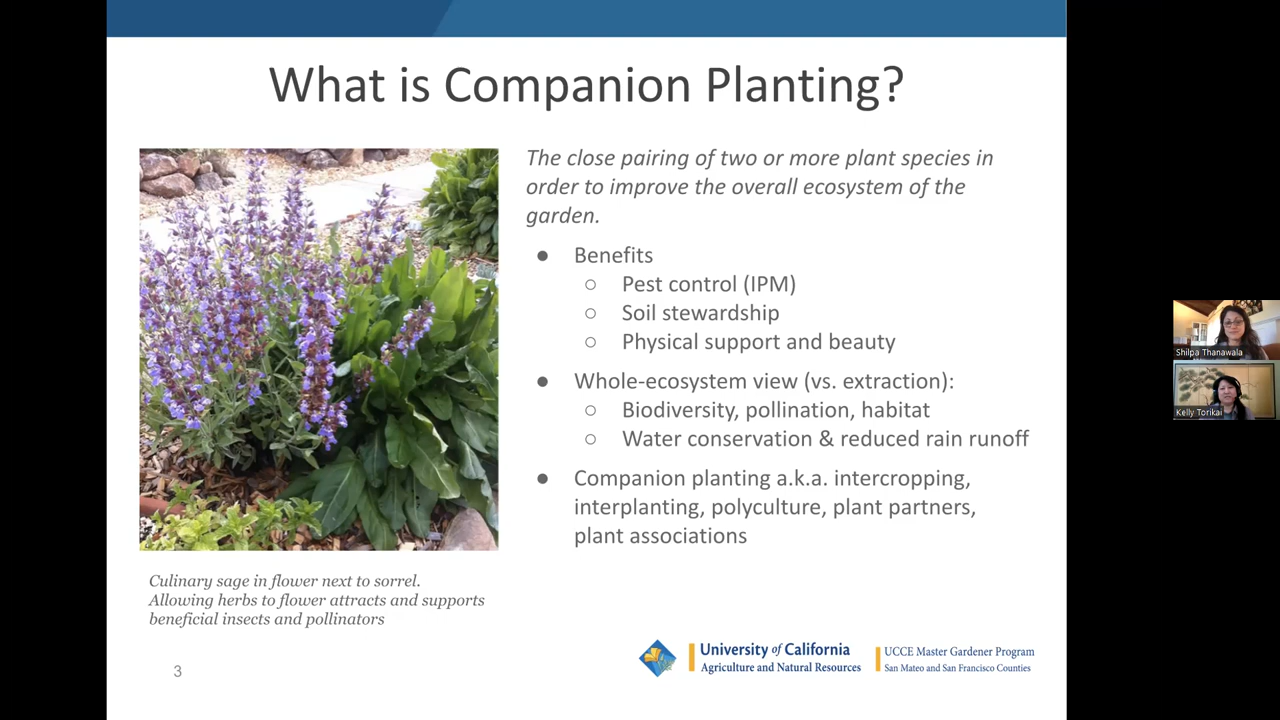 What is Companion Planting?
The close pairing of two or more plant species in
order to improve the overall ecosystem of the
garden.
● Benefits
○ Pest control (IPM)
○ Soil stewardship
○ Physical support and beauty
● Whole-ecosystem view (vs. extraction):
○ Biodiversity, pollination, habitat
○ Water conservation & reduced rain runoff
● Companion planting a.k.a. intercropping,
interplanting, polyculture, plant partners,
plant associations
Culinary sage in flower next to sorrel.
Allowing herbs to flower attracts and supports
beneficial insects and pollinators
3
University of California
Agriculture and Natural Resources
UCCE Master Gardener Program
San Mateo and San Francisco Counties
Shilpa Thanawala
Kelly Torikai